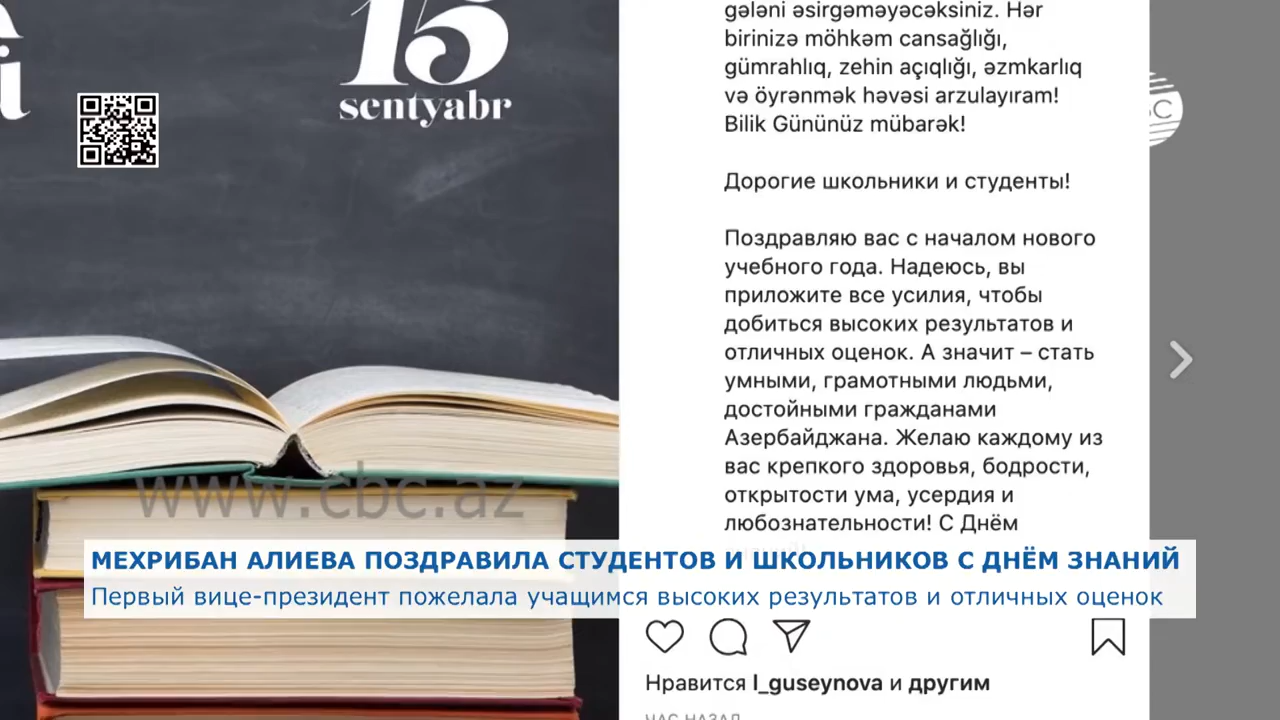 15
sentyabr
gələni əsirgəməyəcəksiniz. Hər
birinizə möhkəm cansağlığı,
gümrahlıq, zehin açıqlığı, əzmkarlıq
və öyrənmək həvəsi arzulayıram!
Bilik Gününüz mübarək!
Дорогие школьники и студенты!
Поздравляю вас с началом нового
учебного года. Надеюсь, вы
приложите все усилия, чтобы
добиться высоких результатов и
отличных оценок. А значит – стать
умными, грамотными людьми,
достойными гражданами
Азербайджана. Желаю каждому из
вас крепкого здоровья, бодрости,
открытости ума, усердия и
любознательности! С Днём
www.cbc.az
МЕХРИБАН АЛИЕВА ПОЗДРАВИЛА СТУДЕНТОВ И ШКОЛЬНИКОВ С ДНЁМ ЗНАНИЙ
Первый вице-президент пожелала учащимся высоких результатов и отличных оценок
Нравится l_guseynova и другим
ЧАС НАЗАД